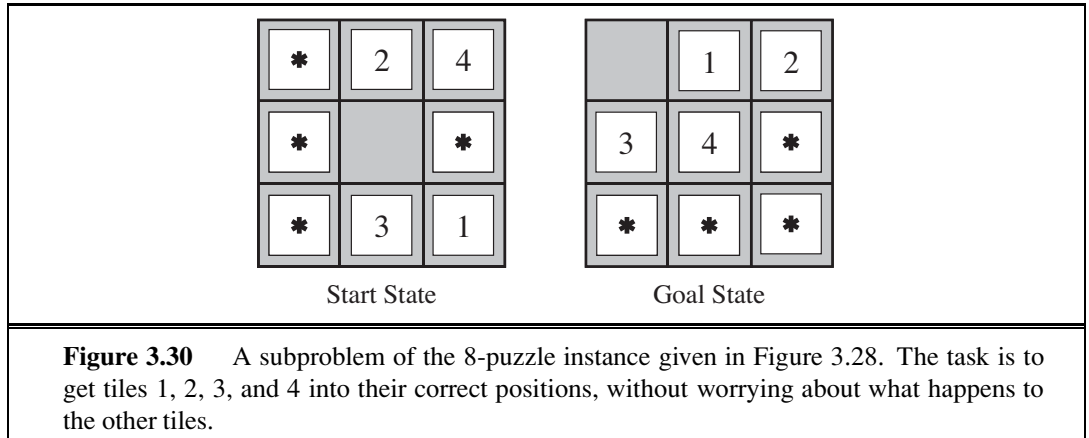 * 2 4
* *
* 3 1
Start State
1 2
3 4 *
* * *
Goal State
Figure 3.30 A subproblem of the 8-puzzle instance given in Figure 3.28. The task is to
get tiles 1, 2, 3, and 4 into their correct positions, without worrying about what happens to
the other tiles.